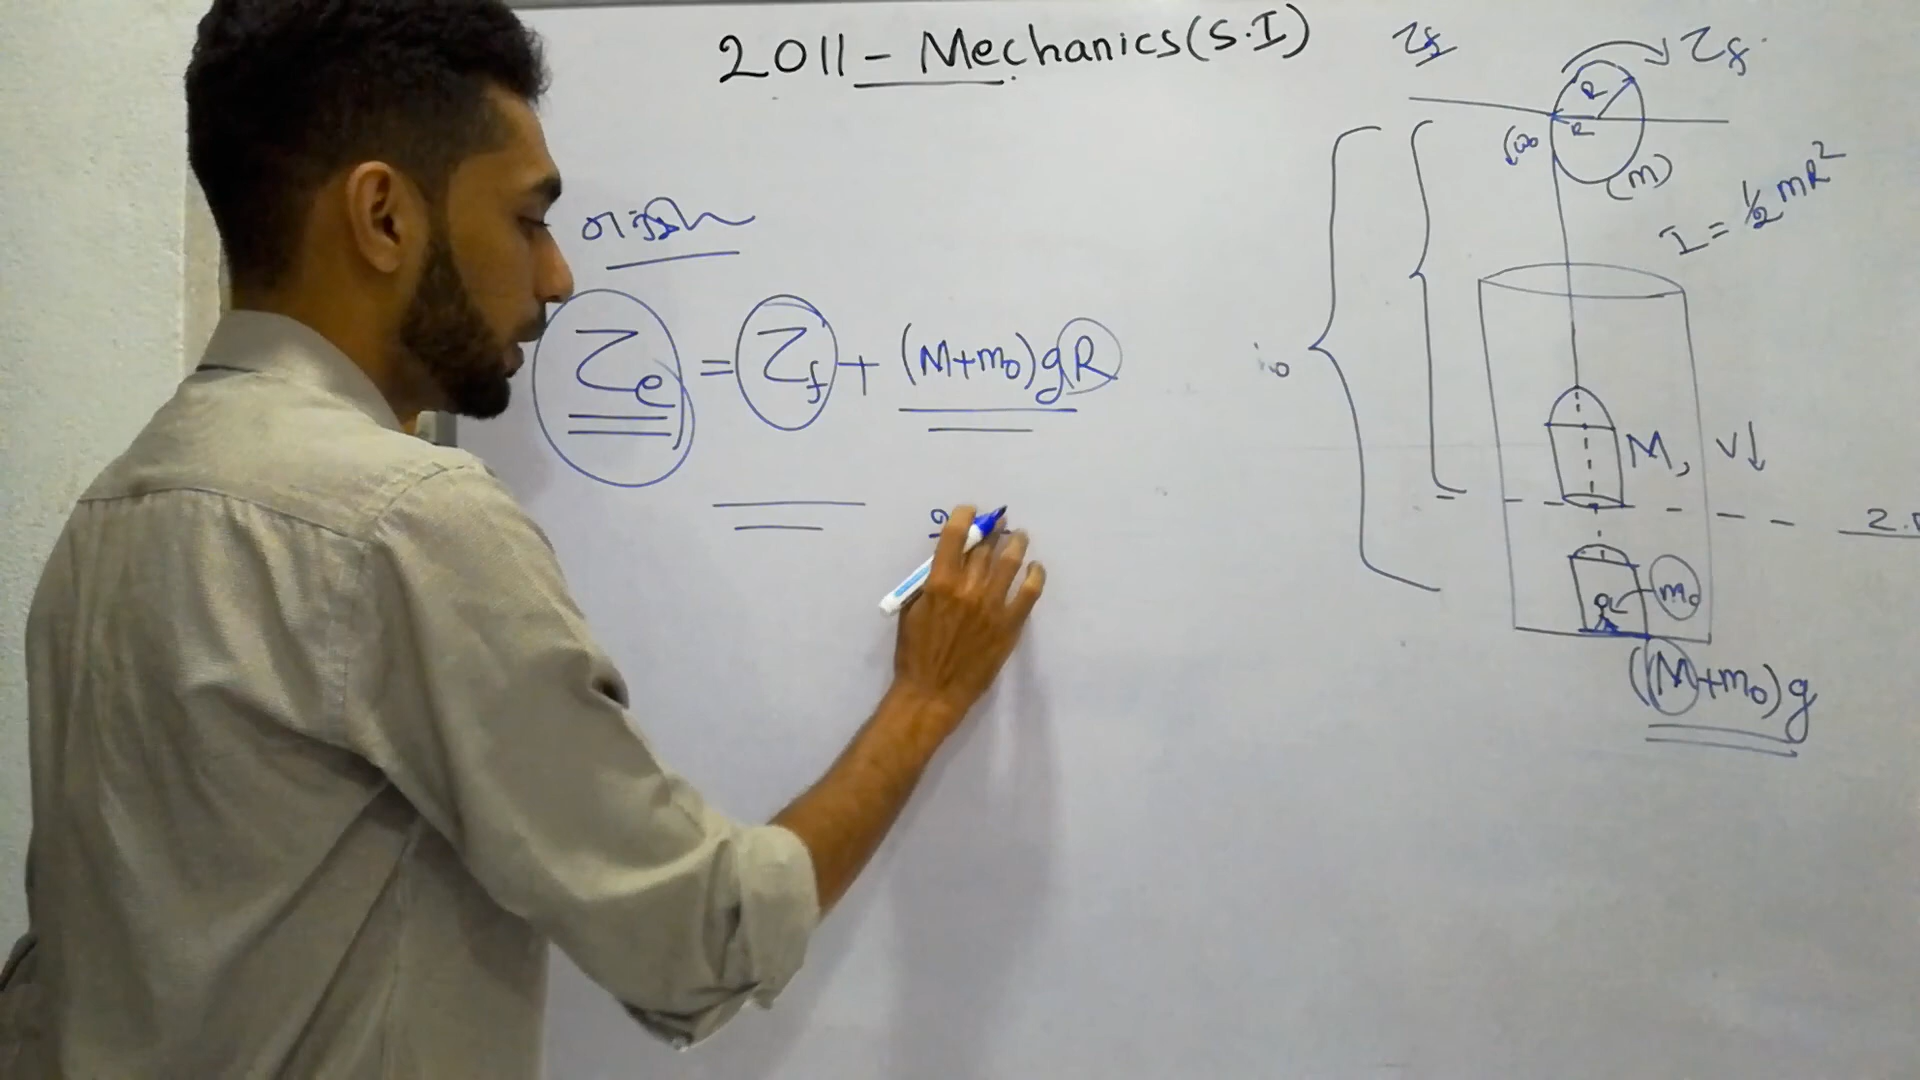 2011 - Mechanics (S.I)
τf
τf
R
R
ω₀
(m)
I = ½ mR²
τe = τf + (M+m₀)gR
M, V↓
m₀
(M+m₀)g